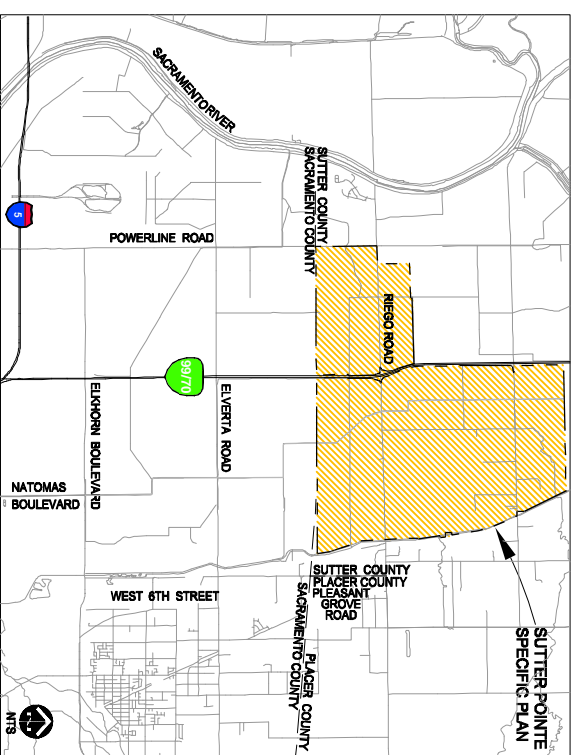 SACRAMENTO RIVER
SUTTER COUNTY
SACRAMENTO COUNTY
POWERLINE ROAD
5
RIEGO ROAD
99/70
ELVERTA ROAD
ELKHORN BOULEVARD
NATOMAS
BOULEVARD
SUTTER COUNTY
PLACER COUNTY
PLEASANT
GROVE
ROAD
WEST 6TH STREET
PLACER COUNTY
SACRAMENTO COUNTY
SUTTER POINTE
SPECIFIC PLAN
NTS